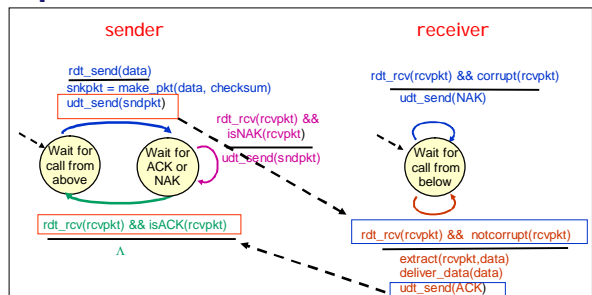 sender
rdt_send(data)
snkpkt = make_pkt(data, checksum)
udt_send(sndpkt)
rdt_rcv(rcvpkt) &&
isNAK(rcvpkt)
udt_send(sndpkt)
Wait for
call from
above
Wait for
ACK or
NAK
rdt_rcv(rcvpkt) && isACK(rcvpkt)
Λ
receiver
rdt_rcv(rcvpkt) && corrupt(rcvpkt)
udt_send(NAK)
Wait for
call from
below
rdt_rcv(rcvpkt) && notcorrupt(rcvpkt)
extract(rcvpkt,data)
deliver_data(data)
udt_send(ACK)